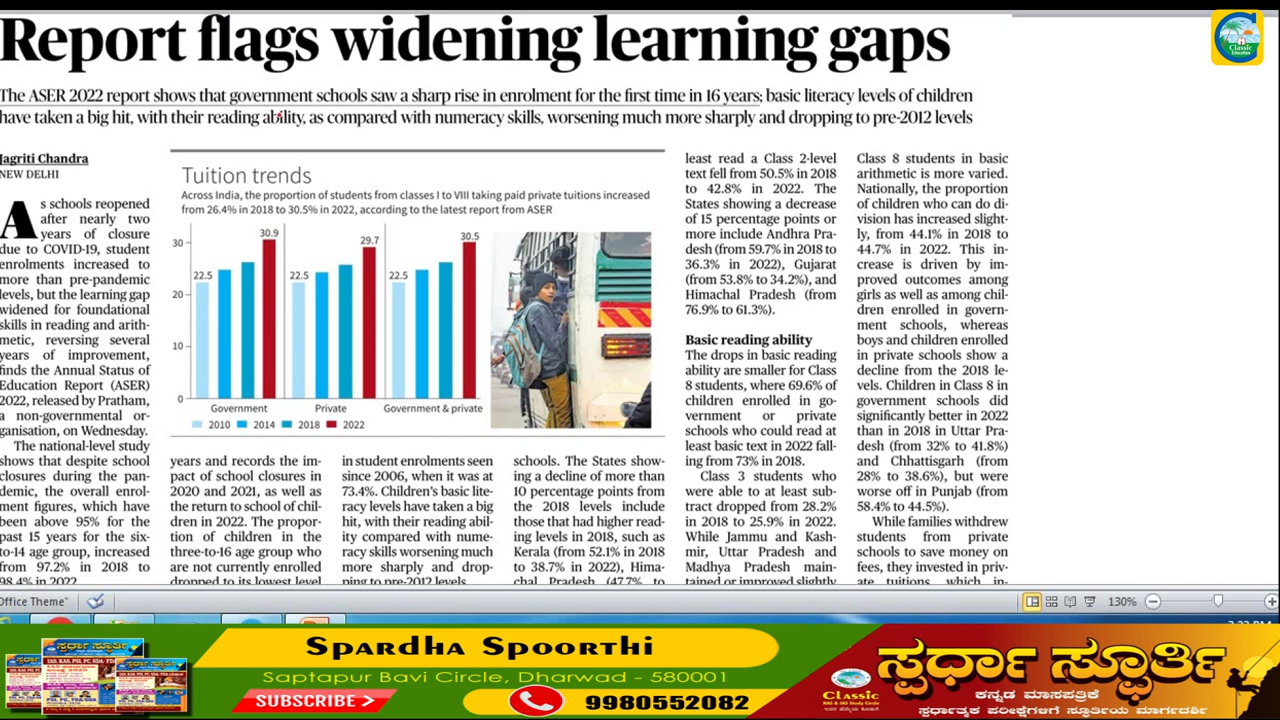 Report flags widening learning gaps
The ASER 2022 report shows that government schools saw a sharp rise in enrolment for the first time in 16 years; basic literacy levels of children
have taken a big hit, with their reading ability, as compared with numeracy skills, worsening much more sharply and dropping to pre-2012 levels
Jagriti Chandra
NEW DELHI
As schools reopened
after nearly two
years of closure
due to COVID-19, student
enrolments increased to
more than pre-pandemic
levels, but the learning gap
widened for foundational
skills in reading and arith-
metic, reversing several
years of improvement,
finds the Annual Status of
Education Report (ASER)
2022, released by Pratham,
a non-governmental or-
ganisation, on Wednesday.
The national-level study
shows that despite school
closures during the pan-
demic, the overall enrol-
ment figures, which have
been above 95% for the
past 15 years for the six-
to-14 age group, increased
from 97.2% in 2018 to
98.4% in 2022
Tuition trends
Across India, the proportion of students from classes I to VIII taking paid private tuitions increased
from 26.4% in 2018 to 30.5% in 2022, according to the latest report from ASER
30
20
10
0
22.5
30.9
22.5
29.7
22.5
30.5
Government
Private
Government & private
2010 2014 2018 2022
years and records the im-
pact of school closures in
2020 and 2021, as well as
the return to school of chil-
dren in 2022. The propor-
tion of children in the
three-to-16 age group who
are not currently enrolled
dropped to its lowest level
in student enrolments seen
since 2006, when it was at
73.4%. Children's basic lite-
racy levels have taken a big
hit, with their reading abil-
ity compared with nume-
racy skills worsening much
more sharply and drop-
ping to pre-2012 levels.
schools. The States show-
ing a decline of more than
10 percentage points from
the 2018 levels include
those that had higher read-
ing levels in 2018, such as
Kerala (from 52.1% in 2018
to 38.7% in 2022), Hima-
chal Pradesh (47.7% to
least read a Class 2-level
text fell from 50.5% in 2018
to 42.8% in 2022. The
States showing a decrease
of 15 percentage points or
more include Andhra Pra-
desh (from 59.7% in 2018 to
36.3% in 2022), Gujarat
(from 53.8% to 34.2%), and
Himachal Pradesh (from
76.9% to 61.3%).
Basic reading ability
The drops in basic reading
ability are smaller for Class
8 students, where 69.6% of
children enrolled in go-
vernment or private
schools who could read at
least basic text in 2022 fall-
ing from 73% in 2018.
Class 3 students who
were able to at least sub-
tract dropped from 28.2%
in 2018 to 25.9% in 2022.
While Jammu and Kash-
mir, Uttar Pradesh and
Madhya Pradesh main-
tained or improved slightly
Class 8 students in basic
arithmetic is more varied.
Nationally, the proportion
of children who can do di-
vision has increased slight-
ly, from 44.1% in 2018 to
44.7% in 2022. This in-
crease is driven by im-
proved outcomes among
girls as well as among chil-
dren enrolled in govern-
ment schools, whereas
boys and children enrolled
in private schools show a
decline from the 2018 le-
vels. Children in Class 8 in
government schools did
significantly better in 2022
than in 2018 in Uttar Pra-
desh (from 32% to 41.8%)
and Chhattisgarh (from
28% to 38.6%), but were
worse off in Punjab (from
58.4% to 44.5%).
While families withdrew
students from private
schools to save money on
fees, they invested in priv-
ate tuitions, which in-
Classic
Education
Office Theme"
130%
Spardha Spoorthi
Saptapur Bavi Circle, Dharwad - 580001
SUBSCRIBE
9980552082
ಸ್ಪರ್ಧಾ ಸ್ಫೂರ್ತಿ
ಕನ್ನಡ ಮಾಸಪತ್ರಿಕೆ
ಸ್ಪರ್ಧಾತ್ಮಕ ಪರೀಕ್ಷೆಗಳಿಗೆ ಸ್ಫೂರ್ತಿಯ ಮಾರ್ಗದರ್ಶಿ
Classic